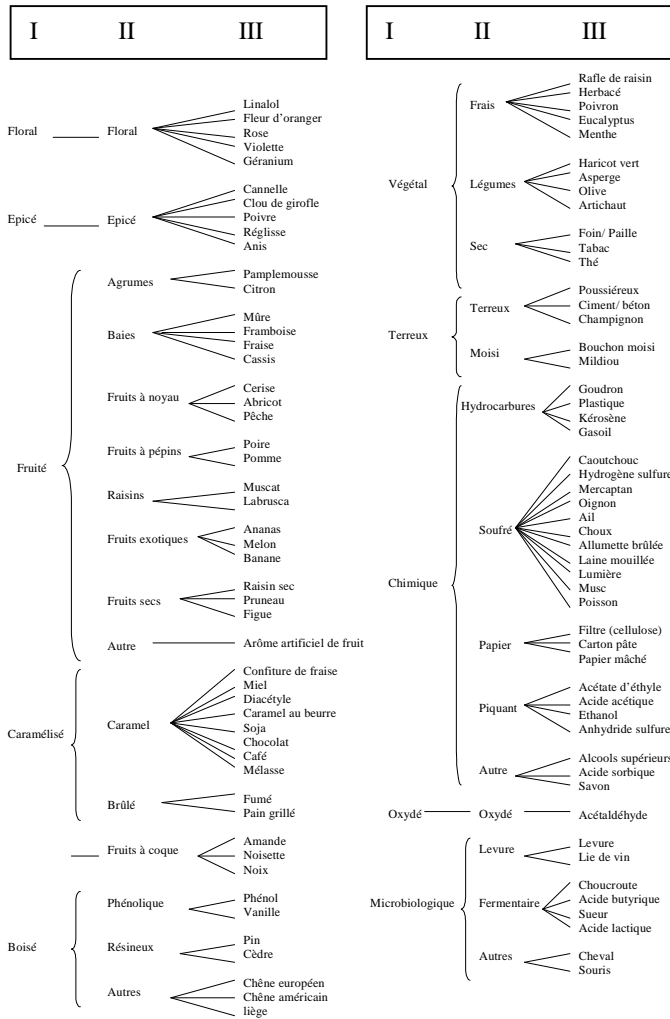 I II III
Floral Floral
Linalol
Fleur d'oranger
Rose
Violette
Géranium
Epicé Epicé
Cannelle
Clou de girofle
Poivre
Réglisse
Anis
Fruité
Agrumes
Pamplemousse
Citron
Baies
Mûre
Framboise
Fraise
Cassis
Fruits à noyau
Cerise
Abricot
Pêche
Fruits à pépins
Poire
Pomme
Raisins
Muscat
Labrusca
Fruits exotiques
Ananas
Melon
Banane
Fruits secs
Raisin sec
Pruneau
Figue
Autre
Arôme artificiel de fruit
Caramélisé
Caramel
Confiture de fraise
Miel
Diacétyle
Caramel au beurre
Soja
Chocolat
Café
Mélasse
Brûlé
Fumé
Pain grillé
Fruits à coque
Amande
Noisette
Noix
Boisé
Phénolique
Phénol
Vanille
Résineux
Pin
Cèdre
Autres
Chêne européen
Chêne américain
liège
I II III
Végétal
Frais
Rafle de raisin
Herbacé
Poivron
Eucalyptus
Menthe
Légumes
Haricot vert
Asperge
Olive
Artichaut
Sec
Foin/ Paille
Tabac
Thé
Terreux
Terreux
Poussiéreux
Ciment/ béton
Champignon
Moisi
Bouchon moisi
Mildiou
Chimique
Hydrocarbures
Goudron
Plastique
Kérosène
Gasoil
Soufré
Caoutchouc
Hydrogène sulfure
Mercaptan
Oignon
Ail
Choux
Allumette brûlée
Laine mouillée
Lumière
Musc
Poisson
Papier
Filtre (cellulose)
Carton pâte
Papier mâché
Piquant
Acétate d'éthyle
Acide acétique
Ethanol
Anhydride sulfure
Autre
Alcools supérieurs
Acide sorbique
Savon
Oxydé Oxydé Acétaldéhyde
Microbiologique
Levure
Levure
Lie de vin
Fermentaire
Choucroute
Acide butyrique
Sueur
Acide lactique
Autres
Cheval
Souris